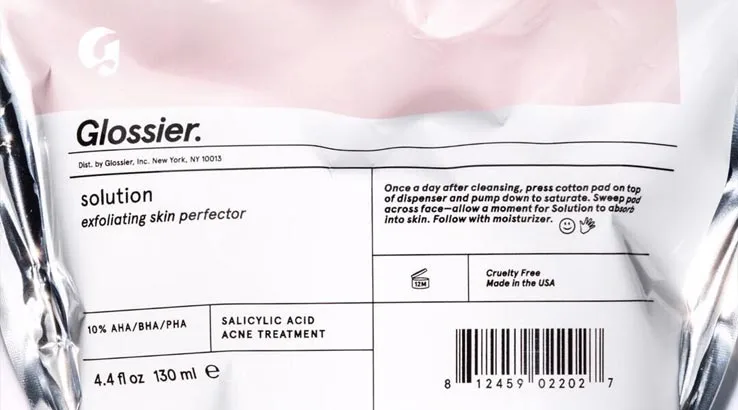 G
Glossier.
Dist. by Glossier, Inc. New York, NY 10013
solution
exfoliating skin perfector
Once a day after cleansing, press cotton pad on top
of dispenser and pump down to saturate. Sweep pad
across face—allow a moment for Solution to absorb
into skin. Follow with moisturizer.
12M
Cruelty Free
Made in the USA
10% AHA/BHA/PHA
SALICYLIC ACID
ACNE TREATMENT
4.4 fl oz 130 ml ℮
8 12459 02202 7